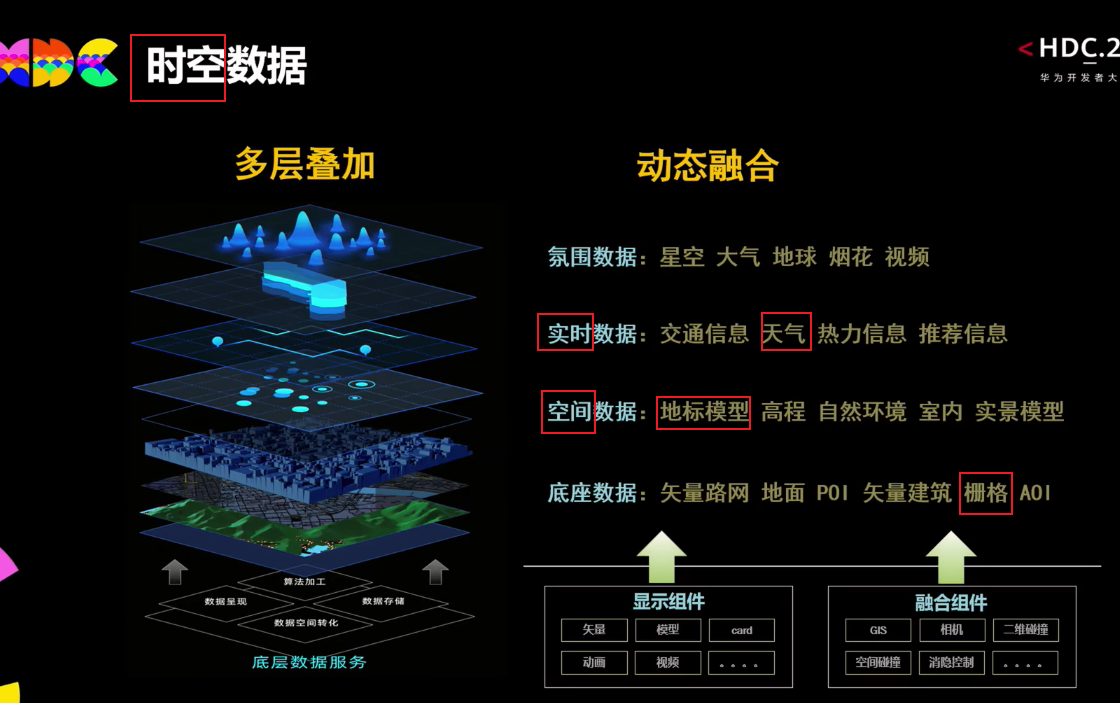 时空数据
<HDC.2
华为开发者大
多层叠加
动态融合
氛围数据：星空 大气 地球 烟花 视频
实时数据：交通信息 天气 热力信息 推荐信息
空间数据：地标模型 高程 自然环境 室内 实景模型
底座数据：矢量路网 地面 POI 矢量建筑 栅格 AOI
算法加工
数据呈现 数据存储
数据空间转化
底层数据服务
显示组件
矢量 模型 card
动画 视频 。。。。
融合组件
GIS 相机 二维碰撞
空间碰撞 消隐控制 。。。。